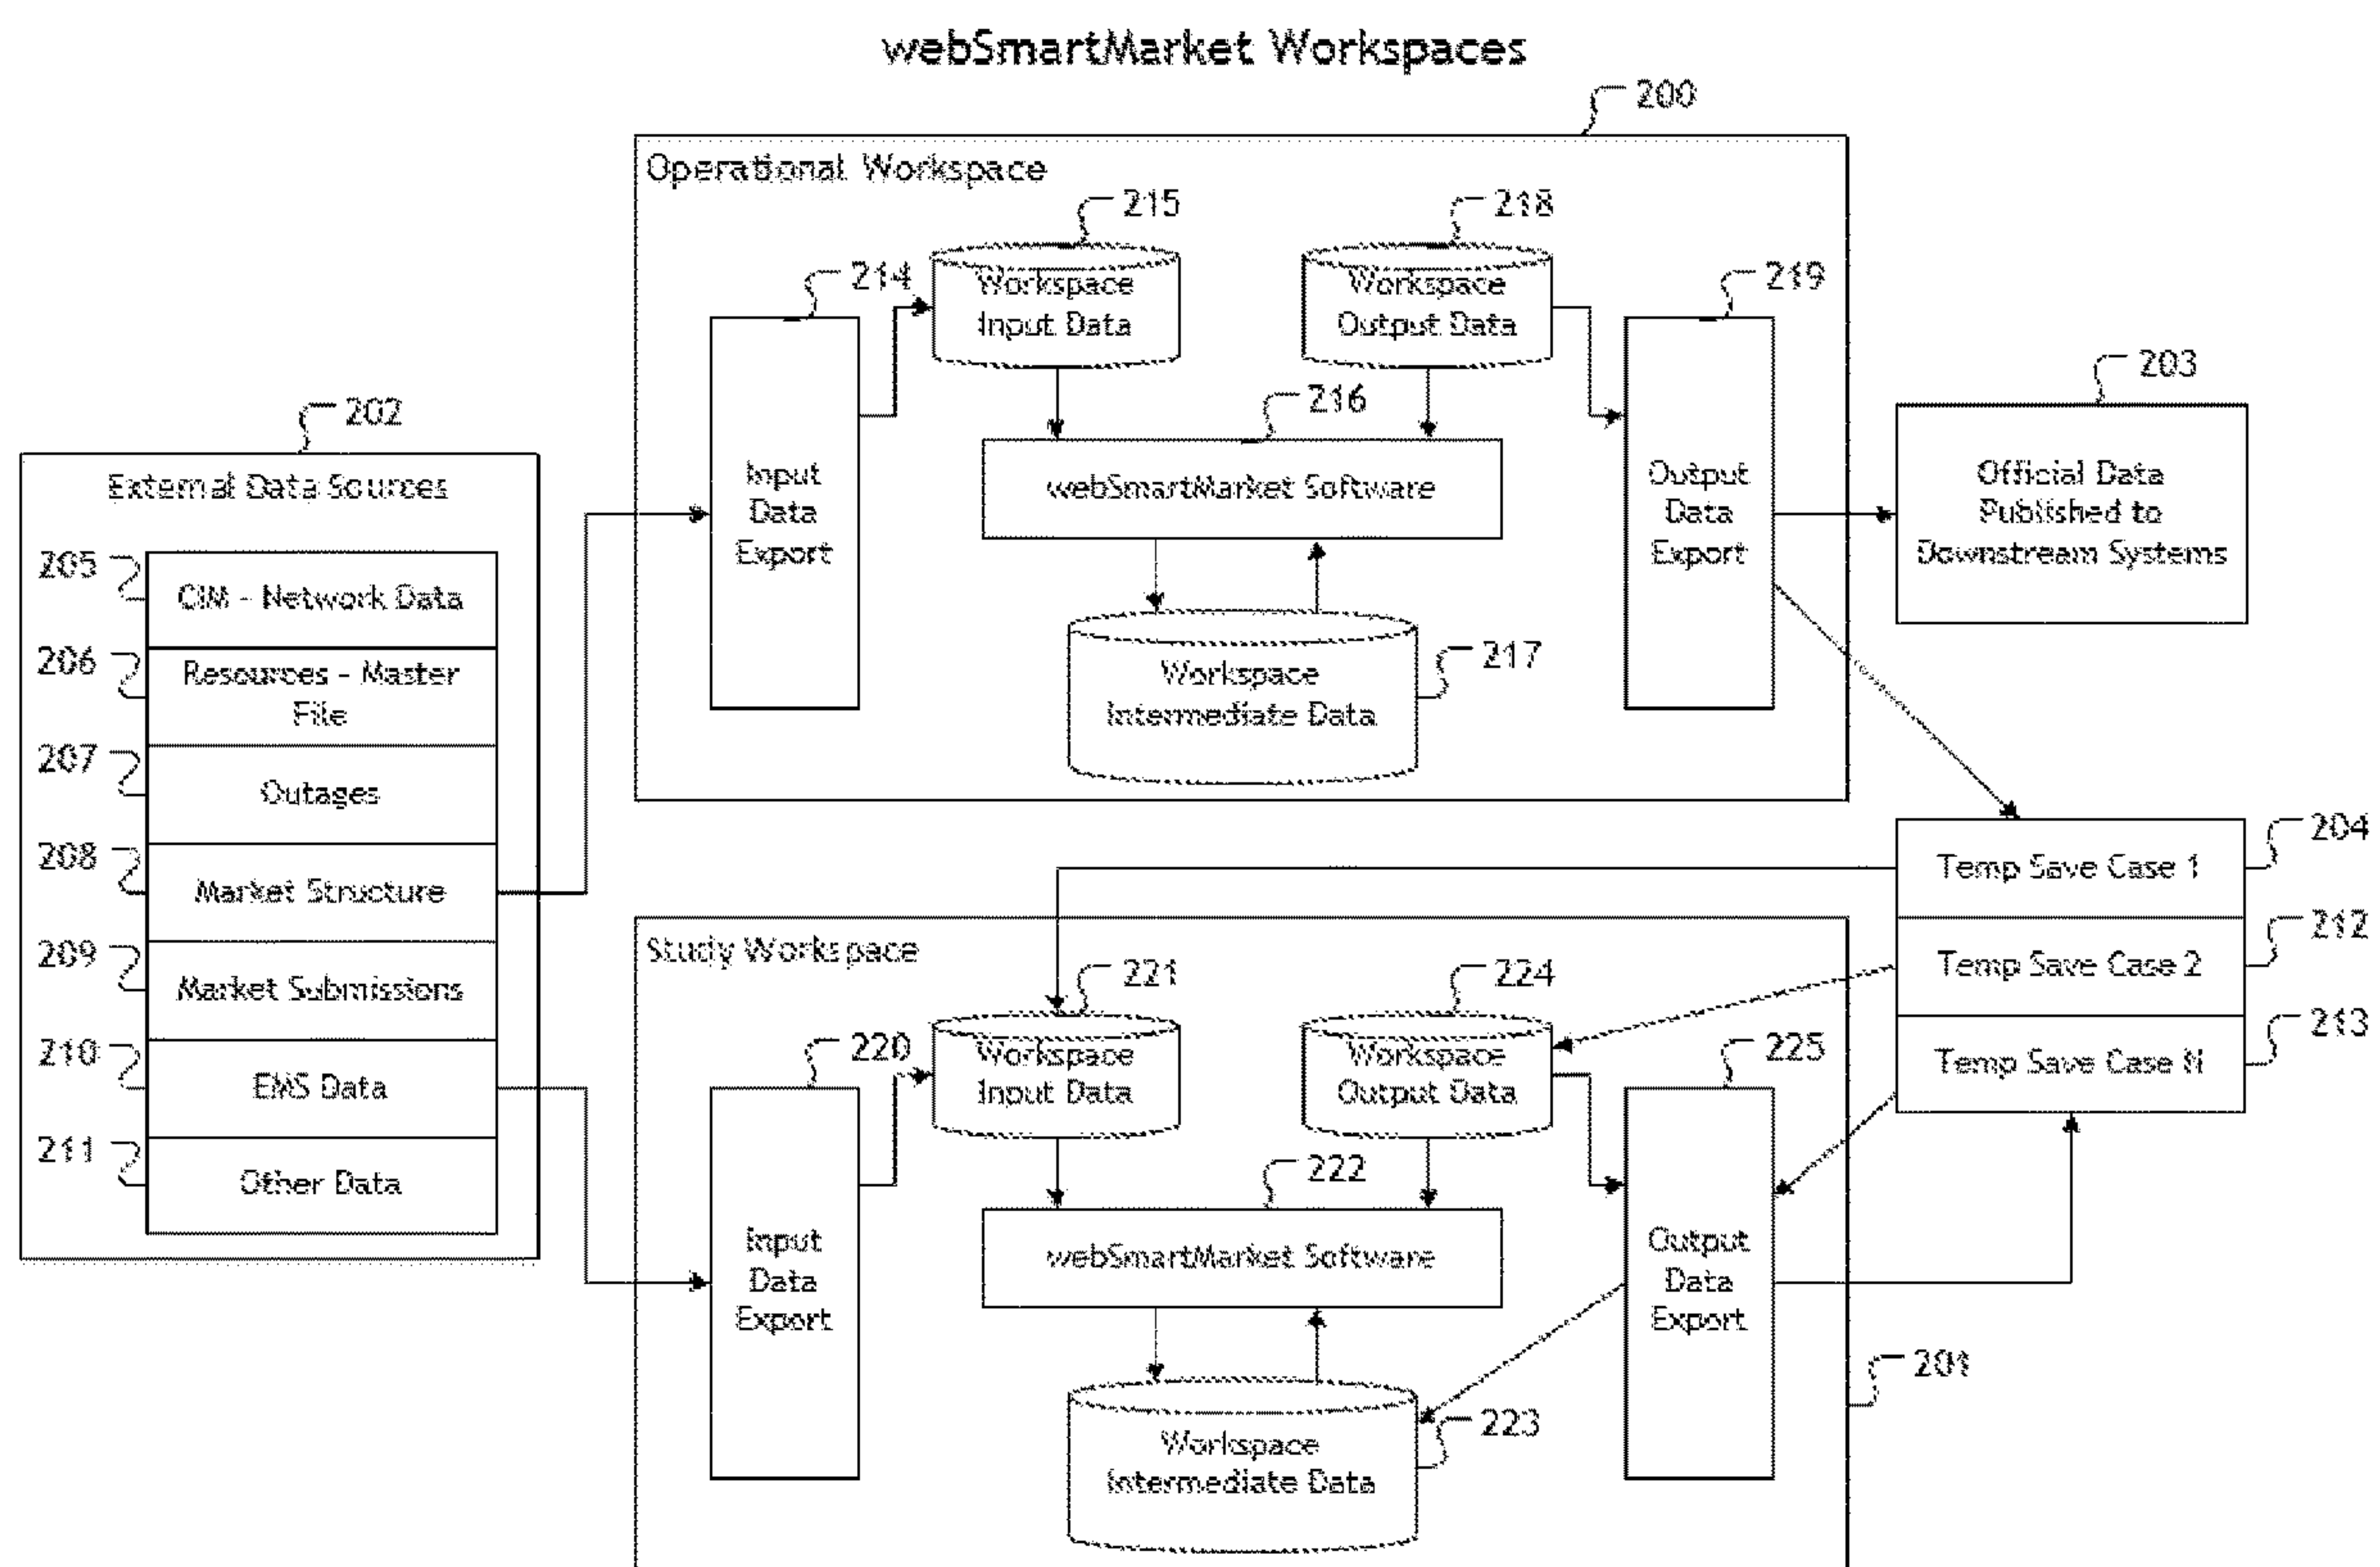 webSmartMarket Workspaces
200
Operational Workspace
215
218
214
Workspace
Input Data
Workspace
Output Data
219
203
202
216
External Data Sources
Input
Data
Export
webSmartMarket Software
Output
Data
Export
Official Data
Published to
Downstream Systems
205
CIM - Network Data
206
Resources - Master
File
217
Workspace
Intermediate Data
207
Outages
204
208
Market Structure
Temp Save Case 1
212
209
Market Submissions
Study Workspace
221
224
Temp Save Case 2
213
210
EMS Data
220
Workspace
Input Data
Workspace
Output Data
225
Temp Save Case N
211
Other Data
222
Input
Data
Export
webSmartMarket Software
Output
Data
Export
201
223
Workspace
Intermediate Data